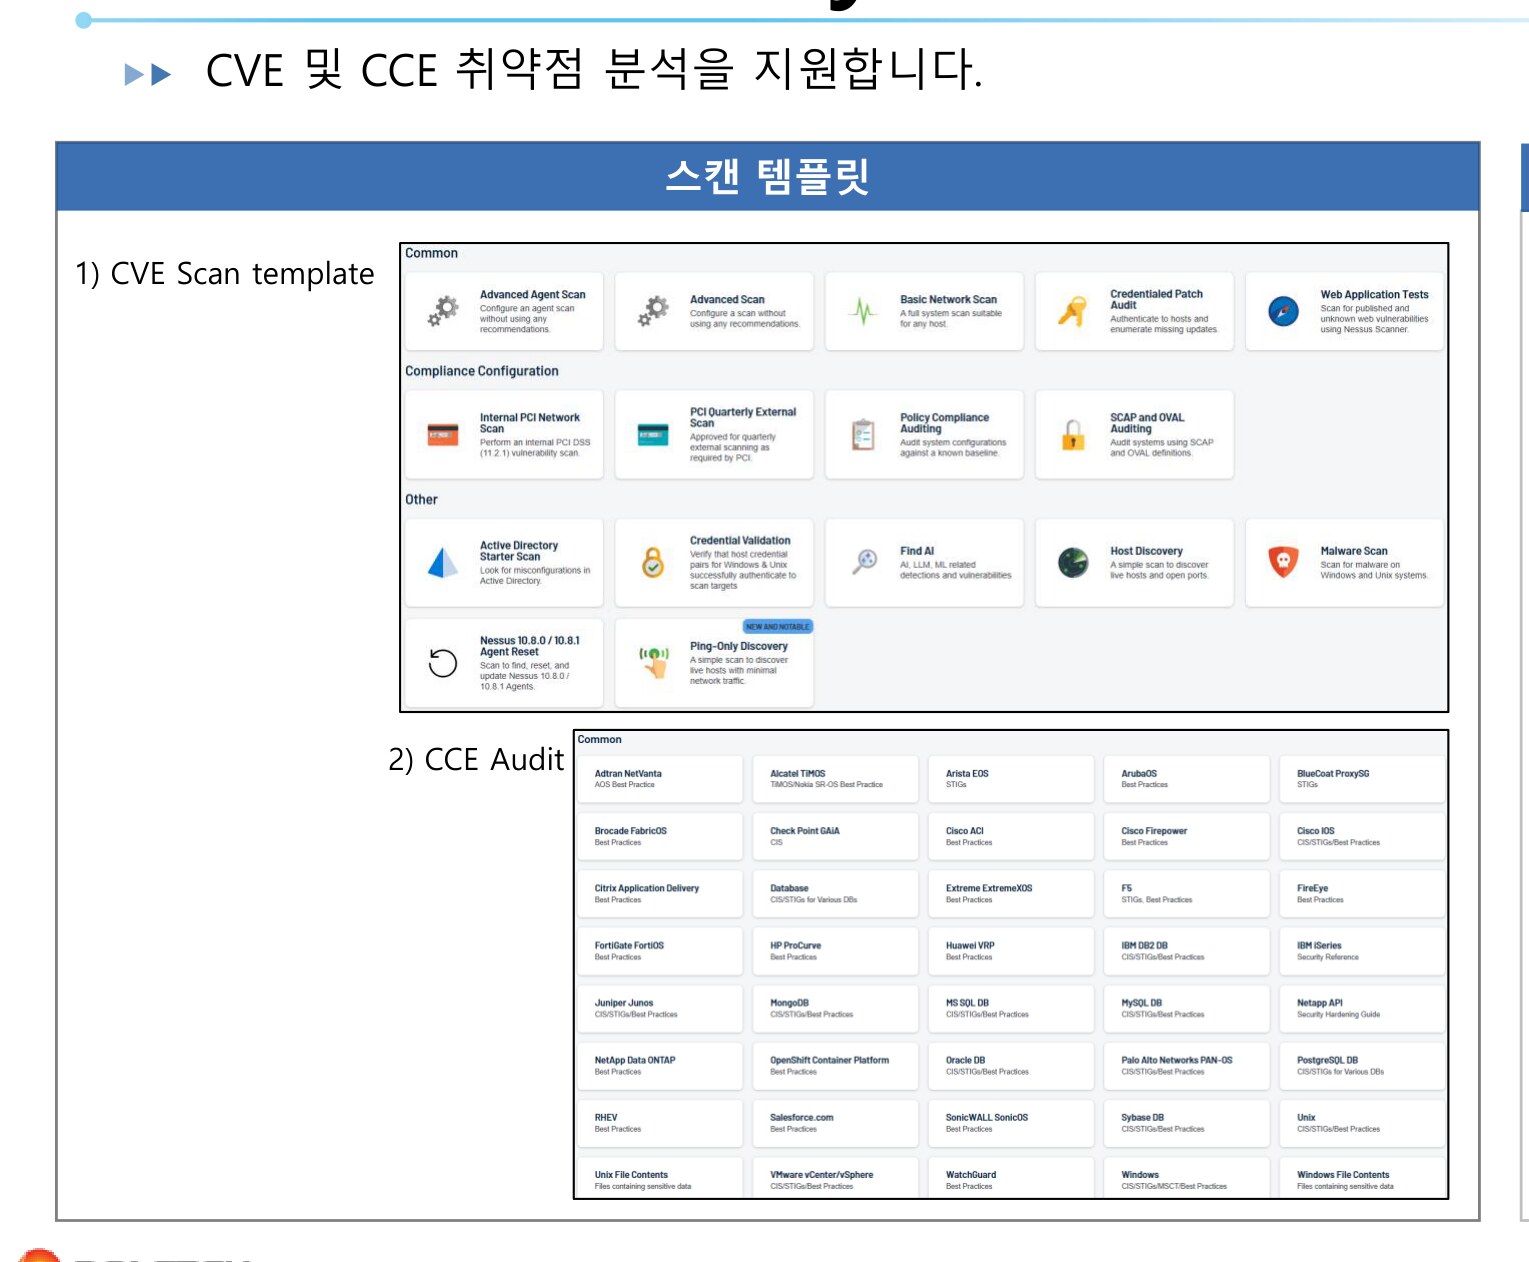 CVE 및 CCE 취약점 분석을 지원합니다.
스캔 템플릿
1) CVE Scan template
Common
Advanced Agent Scan
Configure an agent scan
without using any
recommendations.
Advanced Scan
Configure a scan without
using any recommendations.
Basic Network Scan
A full system scan suitable
for any host.
Credentialed Patch
Audit
Authenticate to hosts and
enumerate missing updates.
Web Application Tests
Scan for published and
unknown web vulnerabilities
using Nessus Scanner.
Compliance Configuration
Internal PCI Network
Scan
Perform an internal PCI DSS
(11.2.1) vulnerability scan.
PCI Quarterly External
Scan
Approved for quarterly
external scanning as
required by PCI.
Policy Compliance
Auditing
Audit system configurations
against a known baseline.
SCAP and OVAL
Auditing
Audit systems using SCAP
and OVAL definitions.
Other
Active Directory
Starter Scan
Look for misconfigurations in
Active Directory.
Credential Validation
Verify that host credential
pairs for Windows & Unix
successfully authenticate to
scan targets
Find AI
AI, LLM, ML related
detections and vulnerabilities
Host Discovery
A simple scan to discover
live hosts and open ports.
Malware Scan
Scan for malware on
Windows and Unix systems.
Nessus 10.8.0 / 10.8.1
Agent Reset
Scan to find, reset, and
update Nessus 10.8.0 /
10.8.1 Agents.
NEW AND NOTABLE
Ping-Only Discovery
A simple scan to discover
live hosts with minimal
network traffic.
2) CCE Audit
Common
Adtran NetVanta
AOS Best Practice
Alcatel TiMOS
TiMOS/Nokia SR-OS Best Practice
Arista EOS
STIGs
ArubaOS
Best Practices
BlueCoat ProxySG
STIGs
Brocade FabricOS
Best Practices
Check Point GAiA
CIS
Cisco ACI
Best Practices
Cisco Firepower
Best Practices
Cisco IOS
CIS/STIGs/Best Practices
Citrix Application Delivery
Best Practices
Database
CIS/STIGs for Various DBs
Extreme ExtremeXOS
Best Practices
F5
STIGs, Best Practices
FireEye
Best Practices
FortiGate FortiOS
Best Practices
HP ProCurve
Best Practices
Huawei VRP
Best Practices
IBM DB2 DB
CIS/STIGs/Best Practices
IBM iSeries
Security Reference
Juniper Junos
CIS/STIGs/Best Practices
MongoDB
CIS/STIGs/Best Practices
MS SQL DB
CIS/STIGs/Best Practices
MySQL DB
CIS/STIGs/Best Practices
Netapp API
Security Hardening Guide
NetApp Data ONTAP
Best Practices
OpenShift Container Platform
Best Practices
Oracle DB
CIS/STIGs/Best Practices
Palo Alto Networks PAN-OS
CIS/STIGs/Best Practices
PostgreSQL DB
CIS/STIGs for Various DBs
RHEV
Best Practices
Salesforce.com
Best Practices
SonicWALL SonicOS
Best Practices
Sybase DB
CIS/STIGs/Best Practices
Unix
CIS/STIGs/Best Practices
Unix File Contents
Files containing sensitive data
VMware vCenter/vSphere
CIS/STIGs/Best Practices
WatchGuard
Best Practices
Windows
CIS/STIGs/MSCT/Best Practices
Windows File Contents
Files containing sensitive data